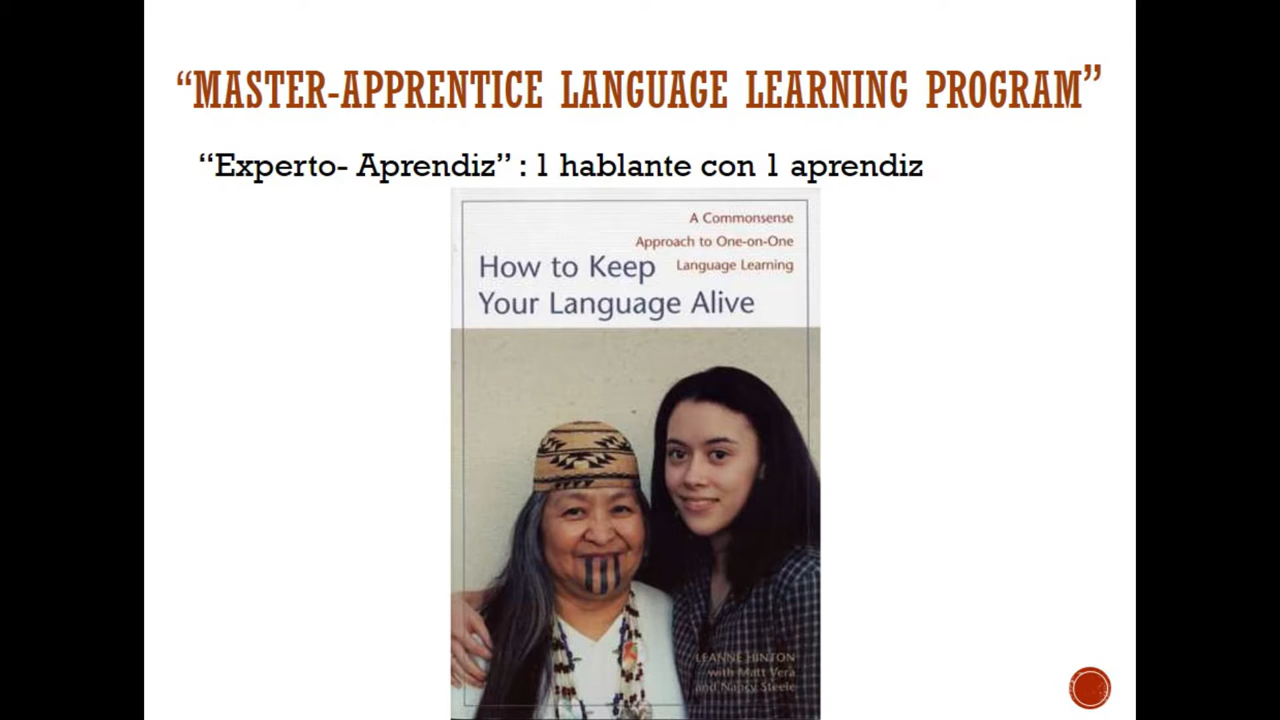 “MASTER-APPRENTICE LANGUAGE LEARNING PROGRAM”
“Experto- Aprendiz” : 1 hablante con 1 aprendiz
A Commonsense
Approach to One-on-One
Language Learning
How to Keep
Your Language Alive
LEANNE HINTON
with Matt Vera
and Nancy Steele